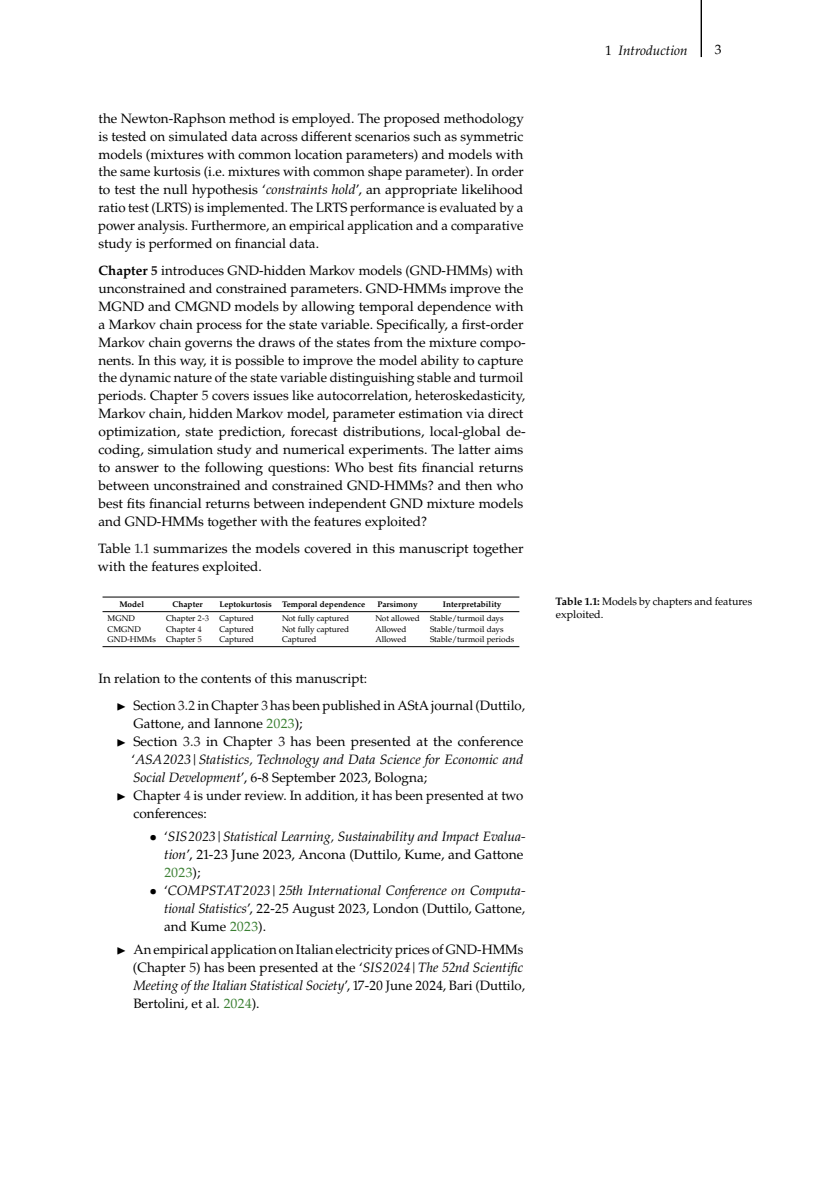 1 Introduction 3
the Newton-Raphson method is employed. The proposed methodology
is tested on simulated data across different scenarios such as symmetric
models (mixtures with common location parameters) and models with
the same kurtosis (i.e. mixtures with common shape parameter). In order
to test the null hypothesis ‘constraints hold’, an appropriate likelihood
ratio test (LRTS) is implemented. The LRTS performance is evaluated by a
power analysis. Furthermore, an empirical application and a comparative
study is performed on financial data.
Chapter 5 introduces GND-hidden Markov models (GND-HMMs) with
unconstrained and constrained parameters. GND-HMMs improve the
MGND and CMGND models by allowing temporal dependence with
a Markov chain process for the state variable. Specifically, a first-order
Markov chain governs the draws of the states from the mixture compo-
nents. In this way, it is possible to improve the model ability to capture
the dynamic nature of the state variable distinguishing stable and turmoil
periods. Chapter 5 covers issues like autocorrelation, heteroskedasticity,
Markov chain, hidden Markov model, parameter estimation via direct
optimization, state prediction, forecast distributions, local-global de-
coding, simulation study and numerical experiments. The latter aims
to answer to the following questions: Who best fits financial returns
between unconstrained and constrained GND-HMMs? and then who
best fits financial returns between independent GND mixture models
and GND-HMMs together with the features exploited?
Table 1.1 summarizes the models covered in this manuscript together
with the features exploited.
Model Chapter Leptokurtosis Temporal dependence Parsimony Interpretability
MGND Chapter 2-3 Captured Not fully captured Not allowed Stable/turmoil days
CMGND Chapter 4 Captured Not fully captured Allowed Stable/turmoil days
GND-HMMs Chapter 5 Captured Captured Allowed Stable/turmoil periods
Table 1.1: Models by chapters and features
exploited.
In relation to the contents of this manuscript:
▶ Section 3.2 in Chapter 3 has been published in AStA journal (Duttilo,
Gattone, and Iannone 2023);
▶ Section 3.3 in Chapter 3 has been presented at the conference
‘ASA2023|Statistics, Technology and Data Science for Economic and
Social Development’, 6-8 September 2023, Bologna;
▶ Chapter 4 is under review. In addition, it has been presented at two
conferences:
• ‘SIS2023|Statistical Learning, Sustainability and Impact Evalua-
tion’, 21-23 June 2023, Ancona (Duttilo, Kume, and Gattone
2023);
• ‘COMPSTAT2023|25th International Conference on Computa-
tional Statistics’, 22-25 August 2023, London (Duttilo, Gattone,
and Kume 2023).
▶ An empirical application on Italian electricity prices of GND-HMMs
(Chapter 5) has been presented at the ‘SIS2024|The 52nd Scientific
Meeting of the Italian Statistical Society’, 17-20 June 2024, Bari (Duttilo,
Bertolini, et al. 2024).